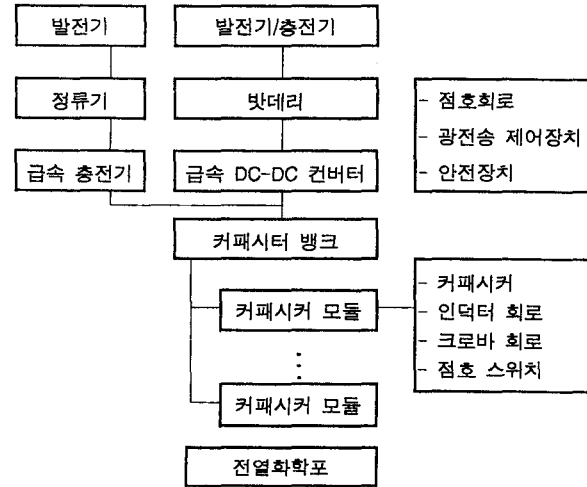 발전기
발전기/충전기
정류기
밧데리
급속 충전기
급속 DC-DC 컨버터
- 점호회로
- 광전송 제어장치
- 안전장치
커패시터 뱅크
커패시커 모듈
- 커패시커
- 인덕터 회로
- 크로바 회로
- 점호 스위치
커패시커 모듈
전열화학포